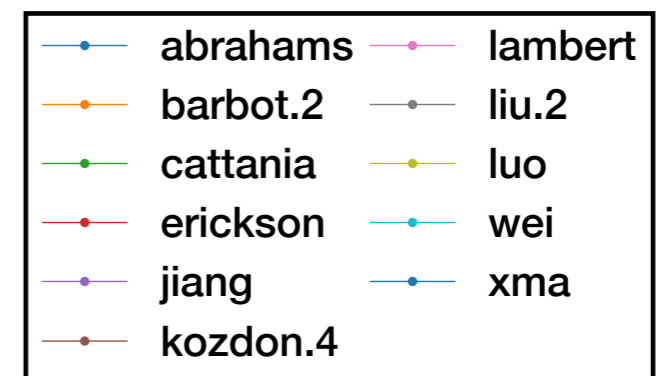 abrahams
barbot.2
cattania
erickson
jiang
kozdon.4
lambert
liu.2
luo
wei
xma